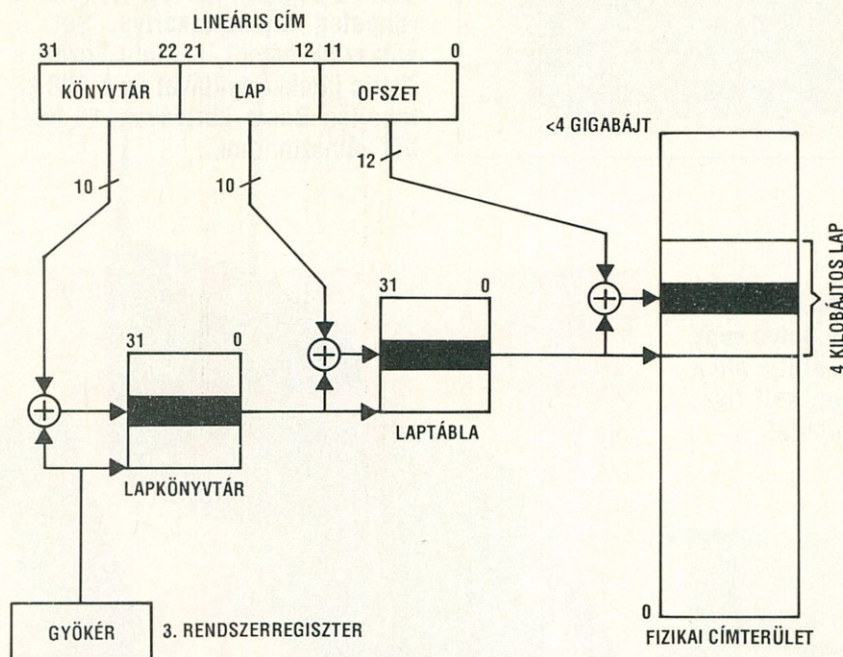 LINEÁRIS CÍM
31 22 21 12 11 0
KÖNYVTÁR LAP OFSZET
<4 GIGABÁJT
10 10 12
4 KILOBÁJTOS LAP
31 0
31 0
LAPTÁBLA
LAPKÖNYVTÁR
0
GYÖKÉR 3. RENDSZERREGISZTER
FIZIKAI CÍMTERÜLET